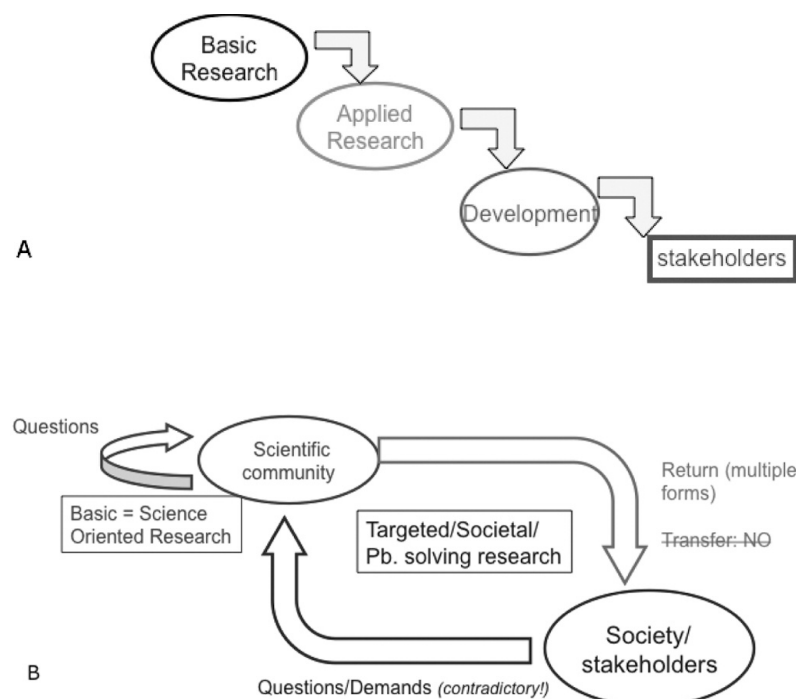 Basic
Research
Applied
Research
Development
A
stakeholders
Questions
Scientific
community
Return (multiple
forms)
Basic = Science
Oriented Research
Targeted/Societal/
Pb. solving research
Transfer: NO
Society/
stakeholders
B
Questions/Demands (contradictory!)